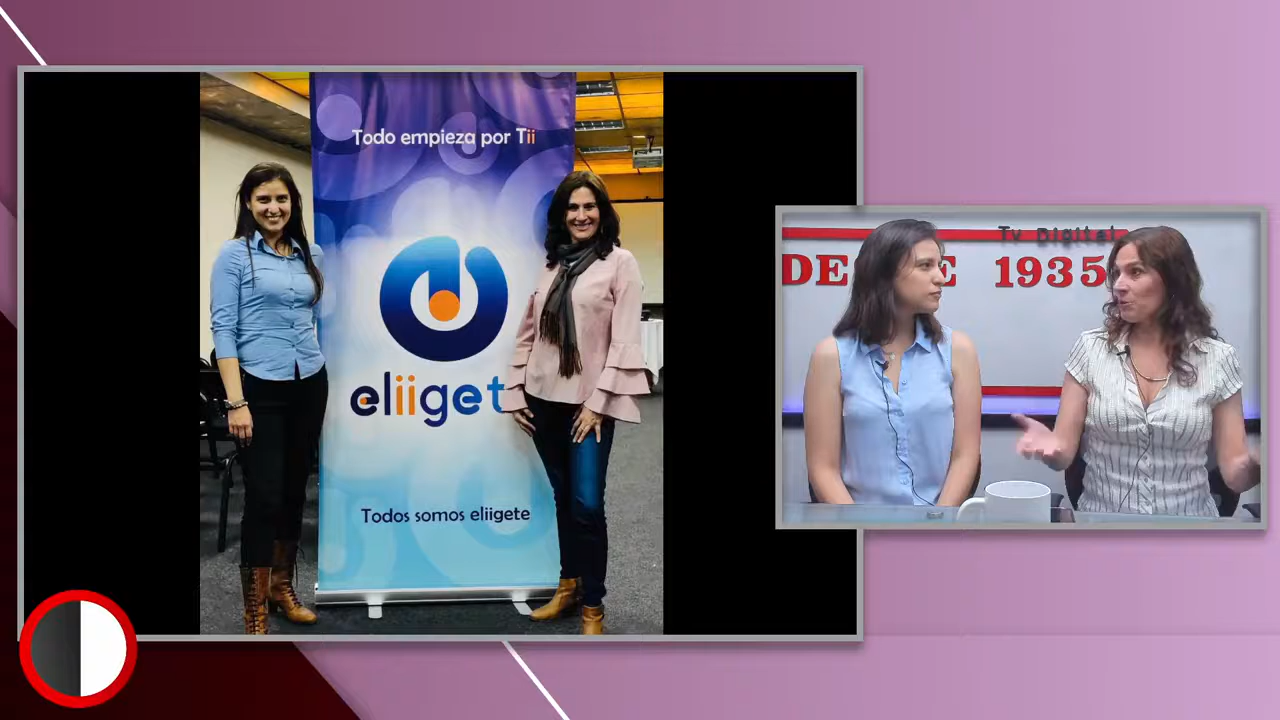 Todo empieza por Tii
eliiget
Todos somos eliigete
Tv Digital
DE E 1935